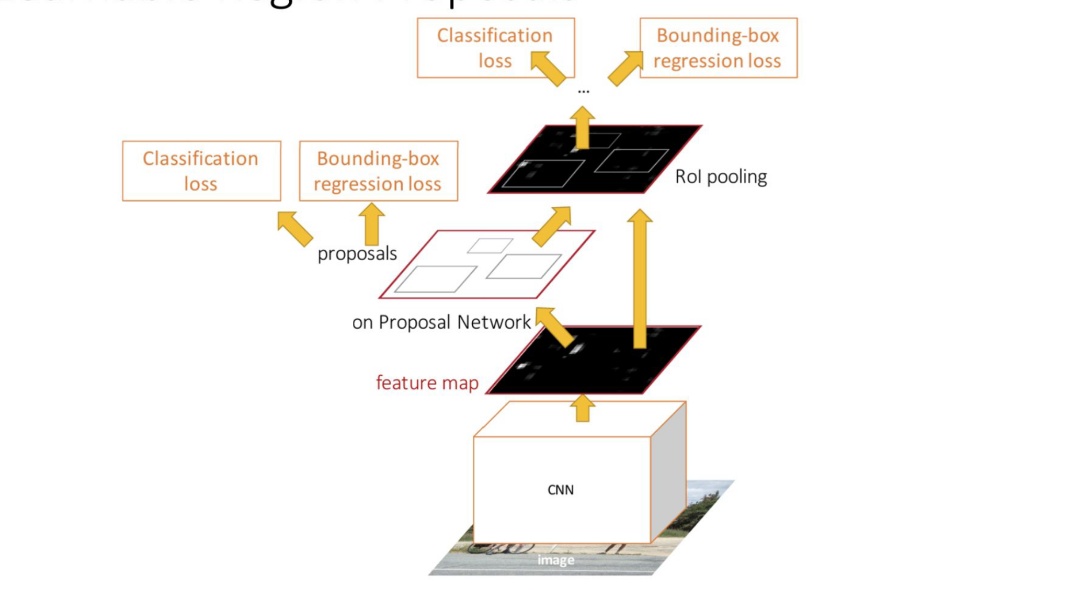 Classification
loss
Bounding-box
regression loss
...
Classification
loss
Bounding-box
regression loss
RoI pooling
proposals
on Proposal Network
feature map
CNN
image